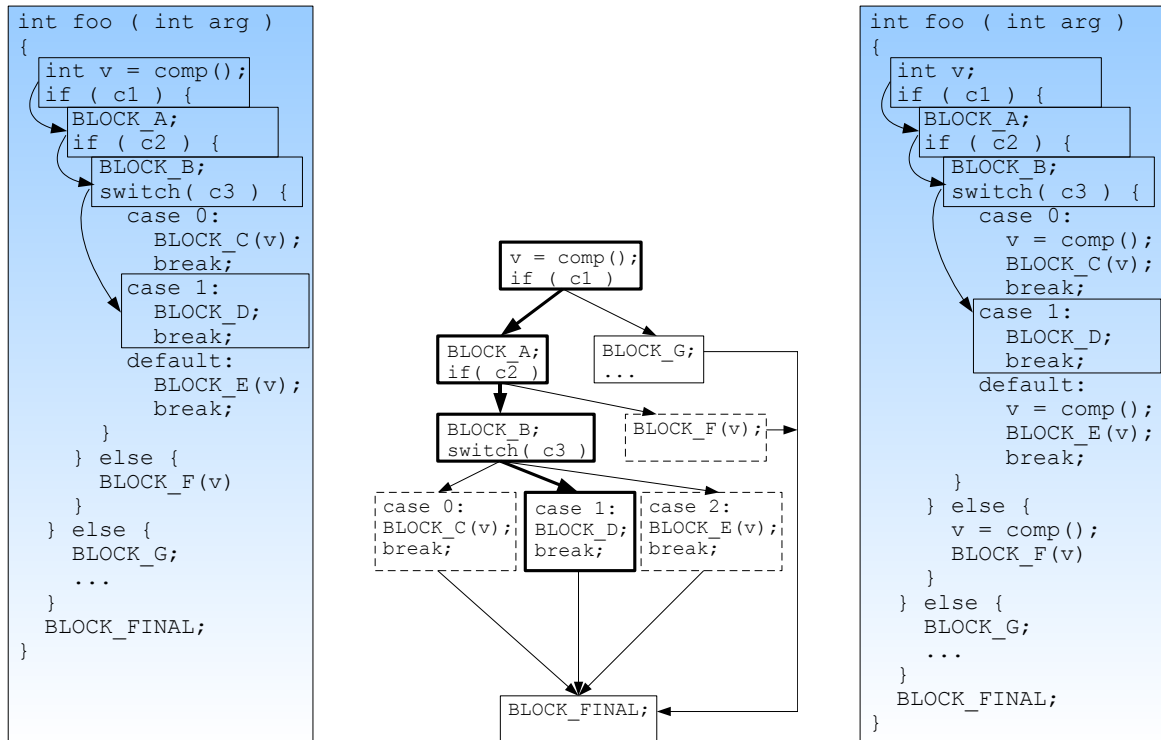 int foo ( int arg )
{
int v = comp();
if ( c1 ) {
BLOCK_A;
if ( c2 ) {
BLOCK_B;
switch( c3 ) {
case 0:
BLOCK_C(v);
break;
case 1:
BLOCK_D;
break;
default:
BLOCK_E(v);
break;
}
} else {
BLOCK_F(v)
}
} else {
BLOCK_G;
...
}
BLOCK_FINAL;
}
v = comp();
if ( c1 )
BLOCK_A;
if( c2 )
BLOCK_G;
...
BLOCK_B;
switch( c3 )
BLOCK_F(v);
case 0:
BLOCK_C(v);
break;
case 1:
BLOCK_D;
break;
case 2:
BLOCK_E(v);
break;
BLOCK_FINAL;
int foo ( int arg )
{
int v;
if ( c1 ) {
BLOCK_A;
if ( c2 ) {
BLOCK_B;
switch( c3 ) {
case 0:
v = comp();
BLOCK_C(v);
break;
case 1:
BLOCK_D;
break;
default:
v = comp();
BLOCK_E(v);
break;
}
} else {
v = comp();
BLOCK_F(v)
}
} else {
BLOCK_G;
...
}
BLOCK_FINAL;
}